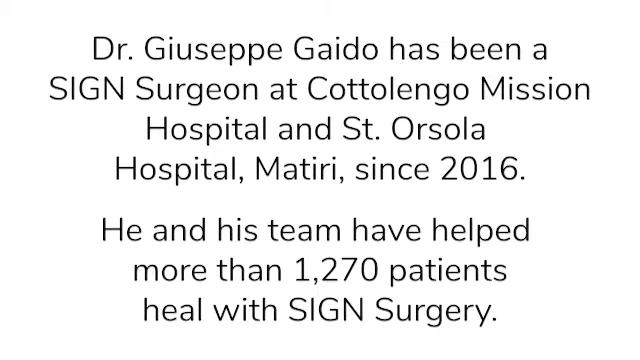 Dr. Giuseppe Gaido has been a
SIGN Surgeon at Cottolengo Mission
Hospital and St. Orsola
Hospital, Matiri, since 2016.
He and his team have helped
more than 1,270 patients
heal with SIGN Surgery.